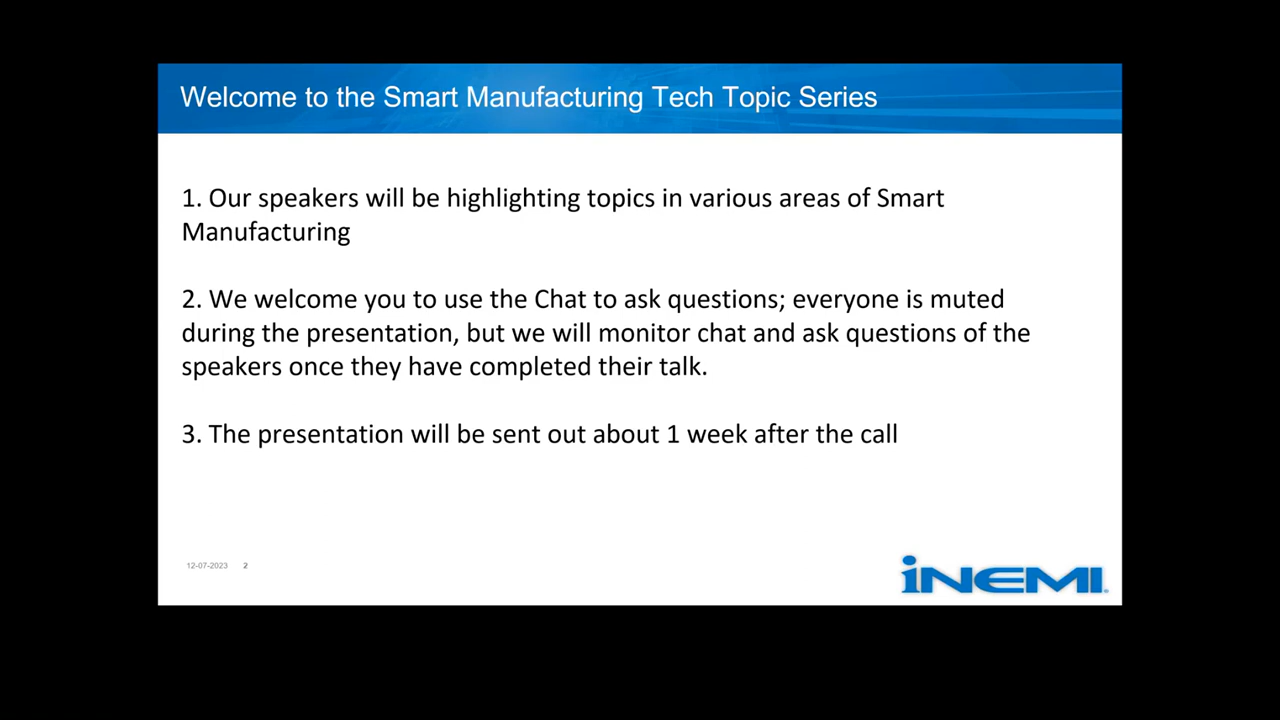 Welcome to the Smart Manufacturing Tech Topic Series
1. Our speakers will be highlighting topics in various areas of Smart
Manufacturing
2. We welcome you to use the Chat to ask questions; everyone is muted
during the presentation, but we will monitor chat and ask questions of the
speakers once they have completed their talk.
3. The presentation will be sent out about 1 week after the call
12-07-2023 2
iNEMI®